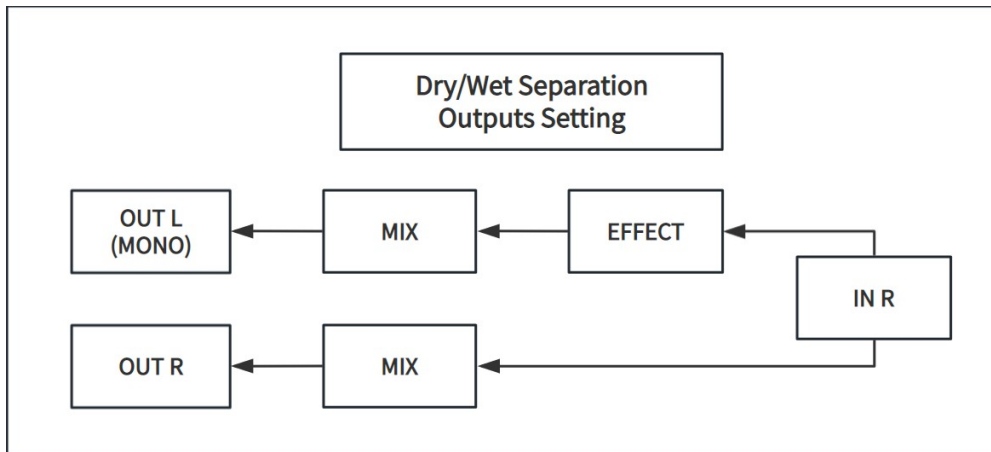 Dry/Wet Separation
Outputs Setting
OUT L
(MONO)
MIX
EFFECT
IN R
OUT R
MIX